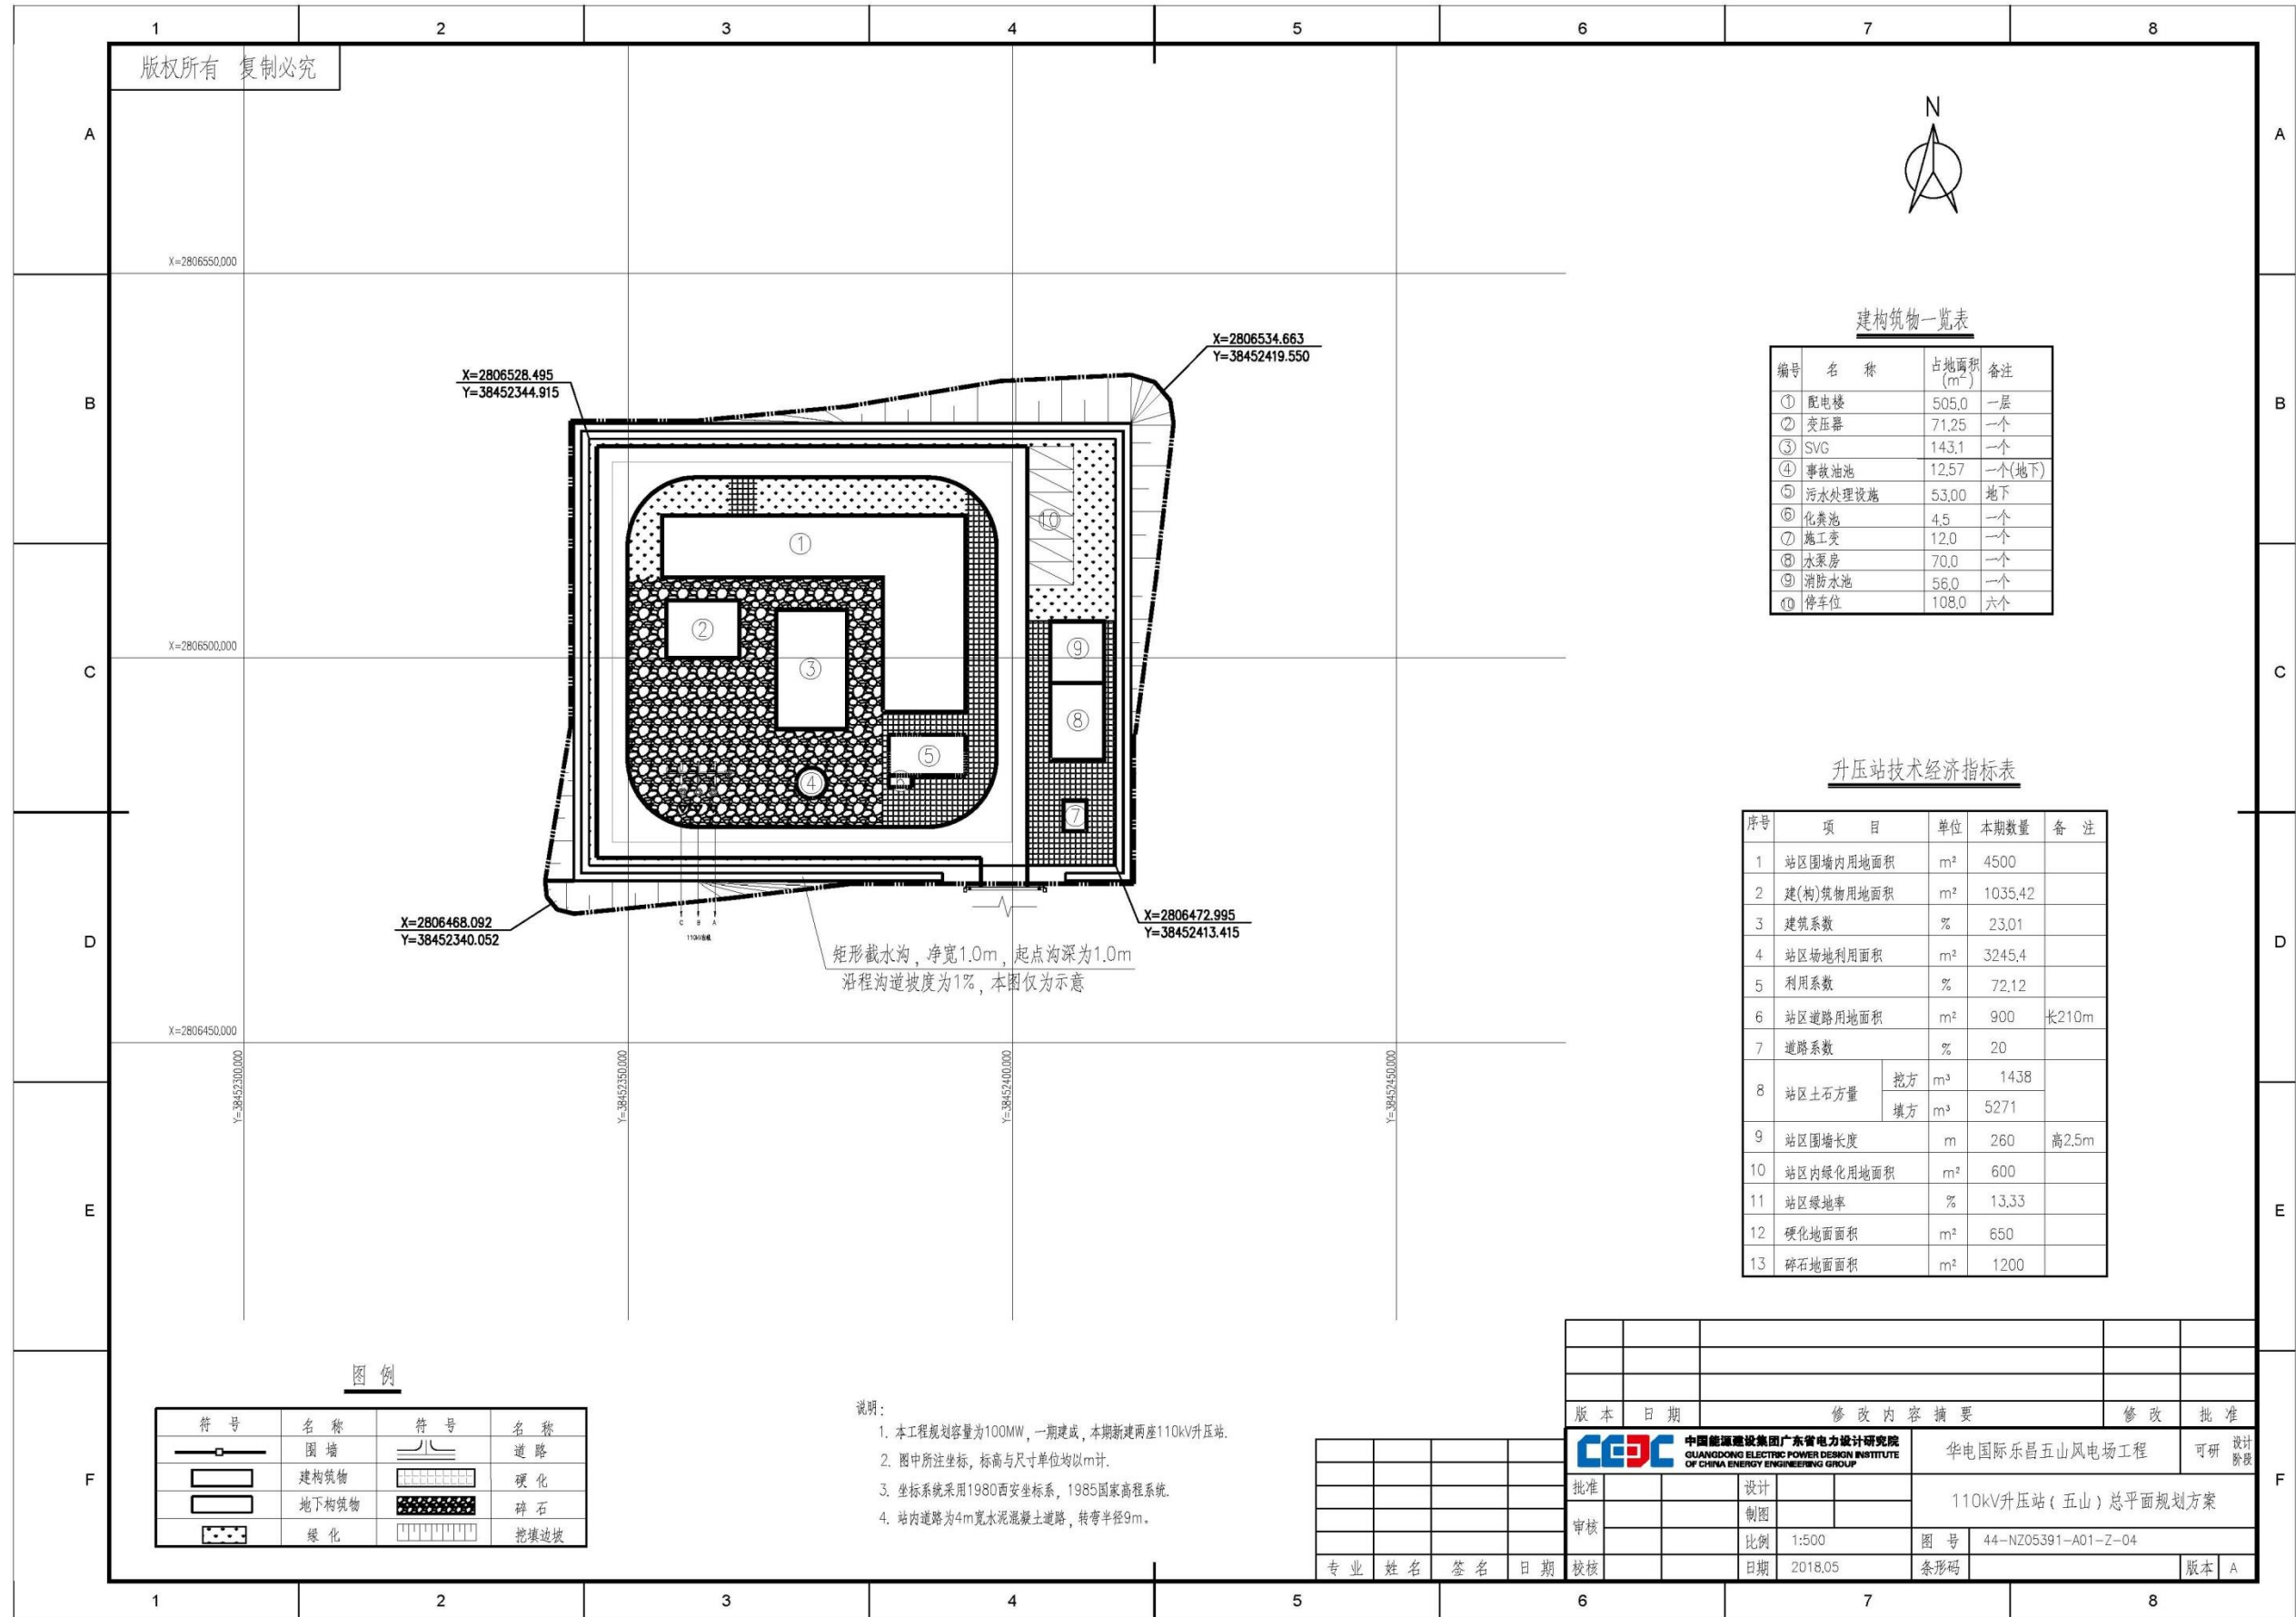 1 2 3 4 5 6 7 8
版权所有 复制必究
A
B
C
D
E
F
N
X=2806550.000
X=2806500.000
X=2806450.000
Y=38452300.000
Y=38452350.000
Y=38452400.000
Y=38452450.000
X=2806528.495
Y=38452344.915
X=2806534.663
Y=38452419.550
X=2806468.092
Y=38452340.052
X=2806472.995
Y=38452413.415
①
②
③
④
⑤
⑦
⑧
⑨
⑩
C B A
矩形截水沟,净宽1.0m,起点沟深为1.0m
沿程沟道坡度为1%,本图仅为示意
建构筑物一览表
编号 名 称 占地面积(m²) 备注
① 配电楼 505.0 一层
② 变压器 71.25 一个
③ SVG 143.1 一个
④ 事故油池 12.57 一个(地下)
⑤ 污水处理设施 53.00 地下
⑥ 化粪池 4.5 一个
⑦ 施工变 12.0 一个
⑧ 水泵房 70.0 一个
⑨ 消防水池 56.0 一个
⑩ 停车位 108.0 六个
升压站技术经济指标表
序号 项 目 单位 本期数量 备 注
1 站区围墙内用地面积 m² 4500
2 建(构)筑物用地面积 m² 1035.42
3 建筑系数 % 23.01
4 站区场地利用面积 m² 3245.4
5 利用系数 % 72.12
6 站区道路用地面积 m² 900 长210m
7 道路系数 % 20
8 站区土石方量 挖方 m³ 1438
填方 m³ 5271
9 站区围墙长度 m 260 高2.5m
10 站区内绿化用地面积 m² 600
11 站区绿地率 % 13.33
12 硬化地面面积 m² 650
13 碎石地面面积 m² 1200
图 例
符 号 名 称 符 号 名 称
围 墙 道 路
建构筑物 硬 化
地下构筑物 碎 石
绿 化 挖填边坡
说明:
1. 本工程规划容量为100MW,一期建成,本期新建两座110kV升压站.
2. 图中所注坐标,标高与尺寸单位均以m计.
3. 坐标系统采用1980西安坐标系,1985国家高程系统.
4. 站内道路为4m宽水泥混凝土道路,转弯半径9m。
版 本 日 期 修 改 内 容 摘 要 修 改 批 准
CEEC 中国能源建设集团广东省电力设计研究院
GUANGDONG ELECTRIC POWER DESIGN INSTITUTE
OF CHINA ENERGY ENGINEERING GROUP
华电国际乐昌五山风电场工程 可研 设计阶段
批准 设计
110kV升压站(五山)总平面规划方案
制图
审核
比例 1:500 图 号 44-NZ05391-A01-Z-04
专 业 姓 名 签 名 日 期 校核 日期 2018.05 条形码 版本 A
A
B
C
D
E
F
1 2 3 4 5 6 7 8